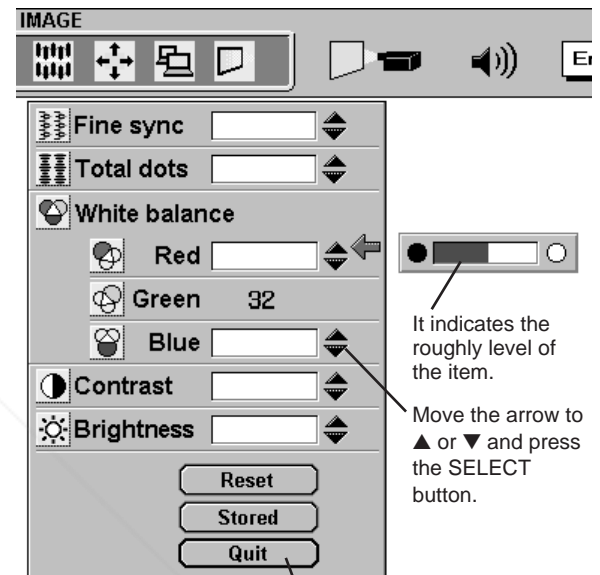 IMAGE
Fine sync
Total dots
White balance
Red
Green 32
Blue
Contrast
Brightness
Reset
Stored
Quit
It indicates the
roughly level of
the item.
Move the arrow to
▲ or ▼ and press
the SELECT
button.